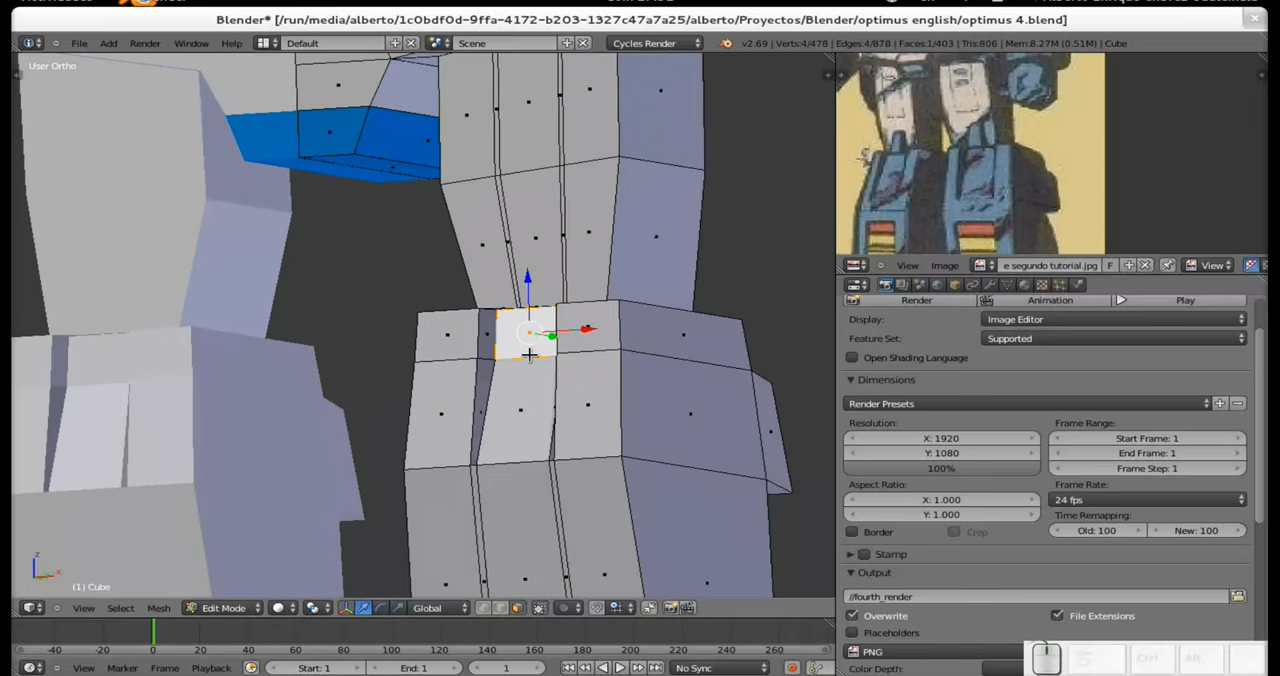 Blender* [/run/media/alberto/1c0bdf0d-9ffa-4172-b203-1327c47a7a25/alberto/Proyectos/Blender/optimus english/optimus 4.blend]
File Add Render Window Help Default Scene Cycles Render v2.69 | Verts:4/478 | Edges:4/878 | Faces:1/403 | Tris:806 | Mem:8.27M (0.51M) | Cube
User Ortho
View Image e segundo tutorial.jpg F View
Render Animation Play
Display: Image Editor
Feature Set: Supported
Open Shading Language
Dimensions
Render Presets
Resolution: Frame Range:
X: 1920 Start Frame: 1
Y: 1080 End Frame: 1
100% Frame Step: 1
Aspect Ratio: Frame Rate:
X: 1.000 24 fps
Y: 1.000 Time Remapping:
Border Crop Old: 100 New: 100
Stamp
Output
//fourth_render
Overwrite File Extensions
Placeholders
PNG
Color Depth:
Ctrl Alt
z
x
(1) Cube
View Select Mesh Edit Mode Global
-40 -20 0 20 40 60 80 100 120 140 160 180 200 220 240 260
View Marker Frame Playback Start: 1 End: 1 1 No Sync